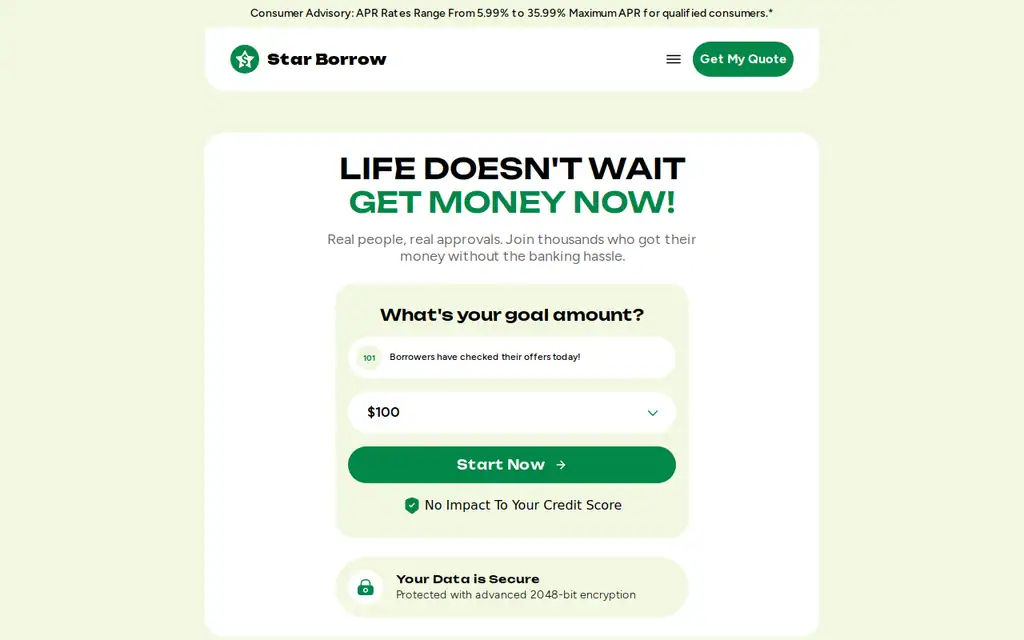 Consumer Advisory: APR Rates Range From 5.99% to 35.99% Maximum APR for qualified consumers.*
Star Borrow
Get My Quote
LIFE DOESN'T WAIT
GET MONEY NOW!
Real people, real approvals. Join thousands who got their
money without the banking hassle.
What's your goal amount?
101 Borrowers have checked their offers today!
$100
Start Now →
No Impact To Your Credit Score
Your Data is Secure
Protected with advanced 2048-bit encryption